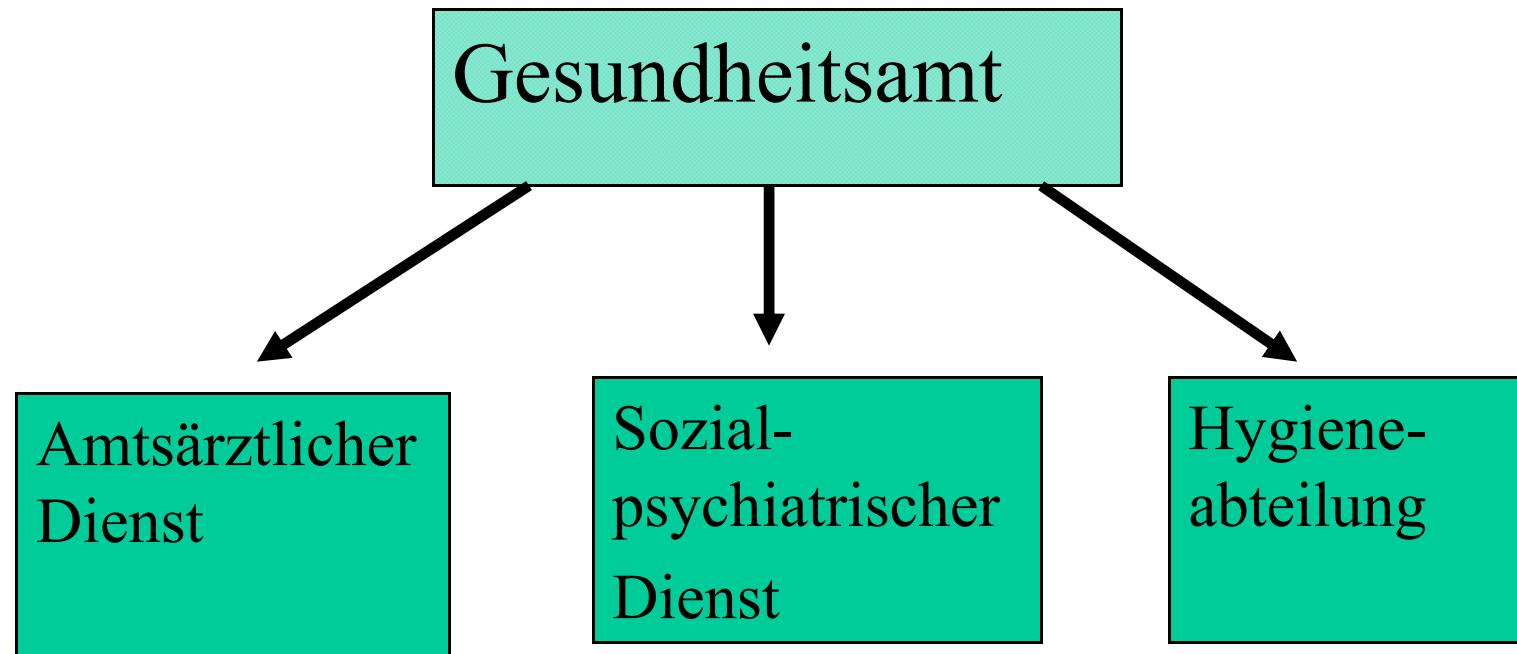 Gesundheitsamt
Amtsärztlicher
Dienst
Sozial-
psychiatrischer
Dienst
Hygiene-
abteilung